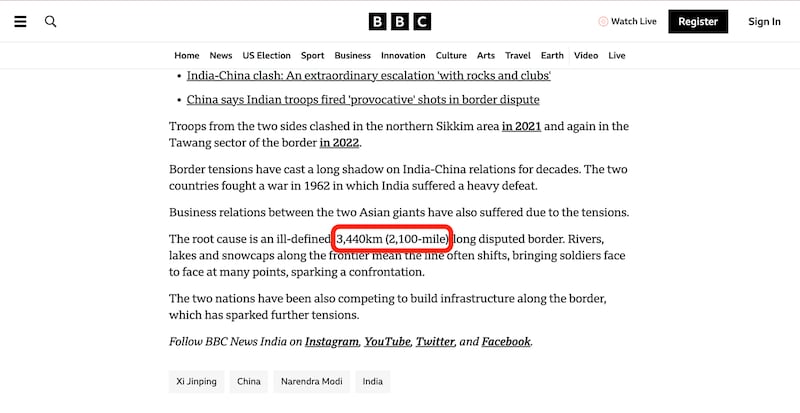 BBC
Watch Live
Register
Sign In
Home News US Election Sport Business Innovation Culture Arts Travel Earth Video Live
• India-China clash: An extraordinary escalation 'with rocks and clubs'
• China says Indian troops fired 'provocative' shots in border dispute
Troops from the two sides clashed in the northern Sikkim area in 2021 and again in the
Tawang sector of the border in 2022.
Border tensions have cast a long shadow on India-China relations for decades. The two
countries fought a war in 1962 in which India suffered a heavy defeat.
Business relations between the two Asian giants have also suffered due to the tensions.
The root cause is an ill-defined 3,440km (2,100-mile) long disputed border. Rivers,
lakes and snowcaps along the frontier mean the line often shifts, bringing soldiers face
to face at many points, sparking a confrontation.
The two nations have been also competing to build infrastructure along the border,
which has sparked further tensions.
Follow BBC News India on Instagram, YouTube, Twitter, and Facebook.
Xi Jinping China Narendra Modi India